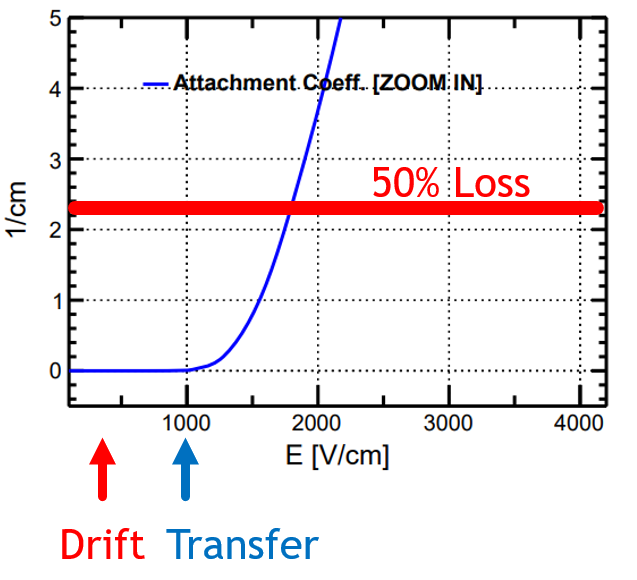 5
Attachment Coeff. [ZOOM IN]
4
3
50% Loss
2
1
0
1/cm
1000 2000 3000 4000
E [V/cm]
Drift Transfer